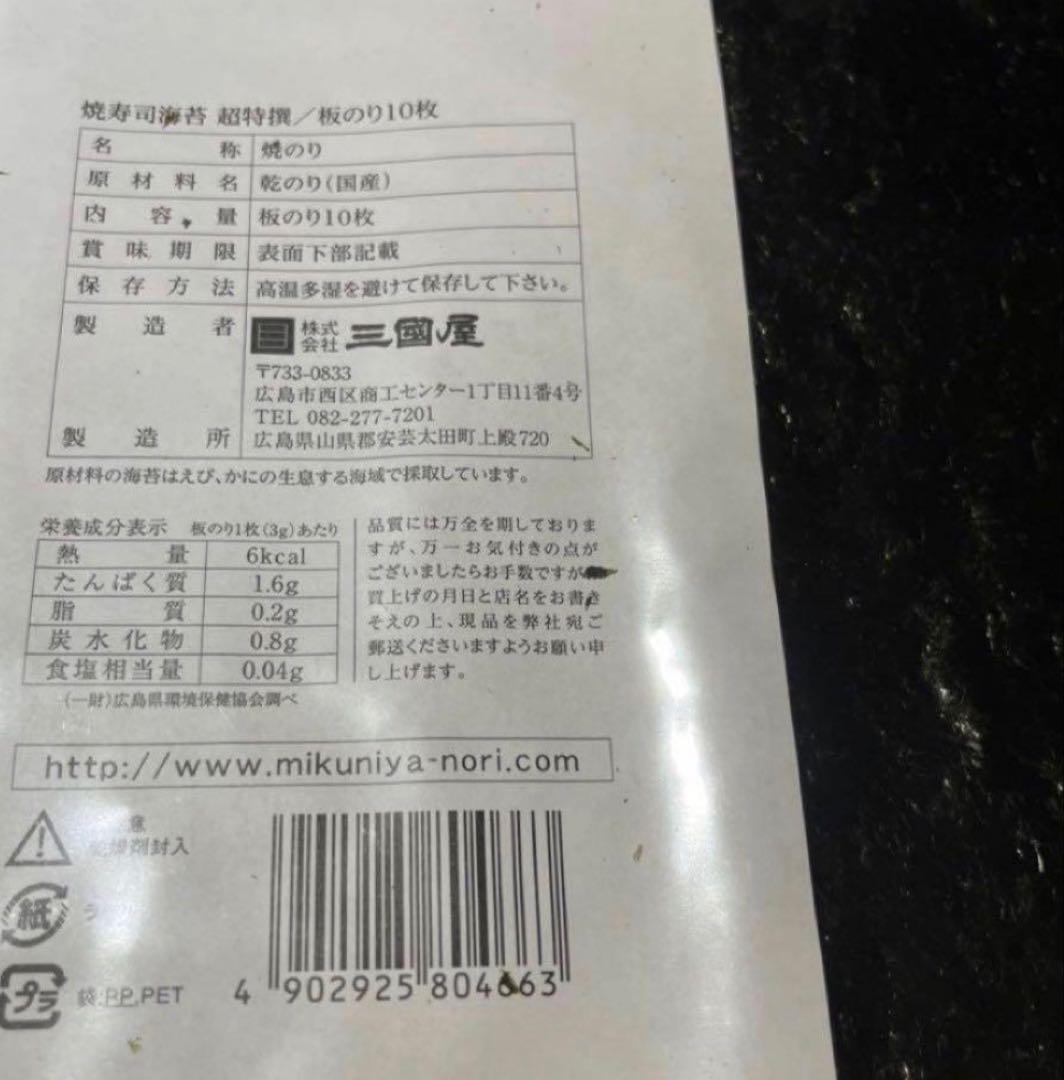 焼寿司海苔 超特撰／板のり10枚
名称 焼のり
原材料名 乾のり(国産)
内容量 板のり10枚
賞味期限 表面下部記載
保存方法 高温多湿を避けて保存して下さい。
製造者 株式会社 三國屋
〒733-0833
広島市西区商工センター1丁目11番4号
TEL 082-277-7201
製造所 広島県山県郡安芸太田町上殿720
原材料の海苔はえび、かにの生息する海域で採取しています。
栄養成分表示 板のり1枚(3g)あたり
熱量 6kcal
たんぱく質 1.6g
脂質 0.2g
炭水化物 0.8g
食塩相当量 0.04g
(一財)広島県環境保健協会調べ
品質には万全を期しておりま
すが、万一お気付きの点が
ございましたらお手数ですが
買上げの月日と店名をお書き
そえの上、現品を弊社宛ご
郵送くださいますようお願い申
し上げます。
http://www.mikuniya-nori.com
意
剤封入
紙
プラ 袋:PP,PET
4 902925 804663